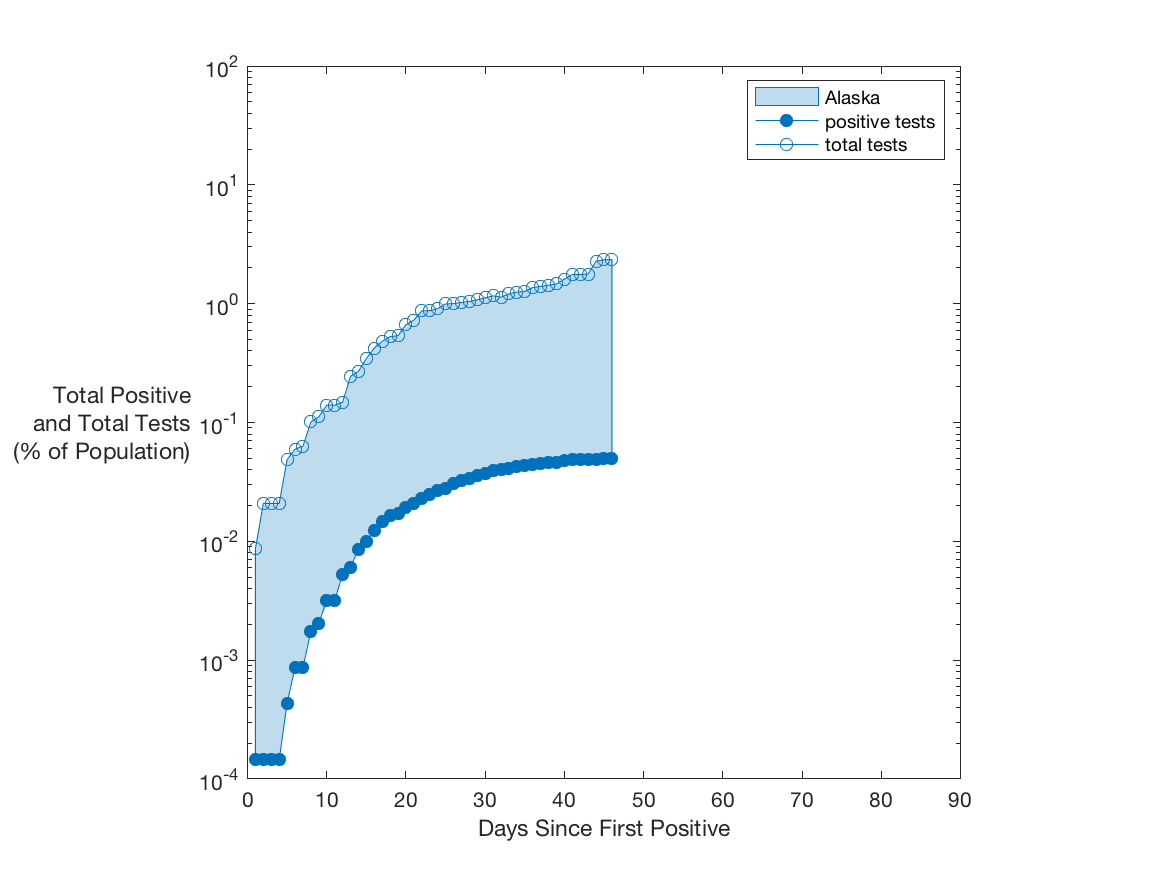 10^2
10^1
10^0
10^-1
10^-2
10^-3
10^-4
Total Positive
and Total Tests
(% of Population)
Alaska
positive tests
total tests
0 10 20 30 40 50 60 70 80 90
Days Since First Positive